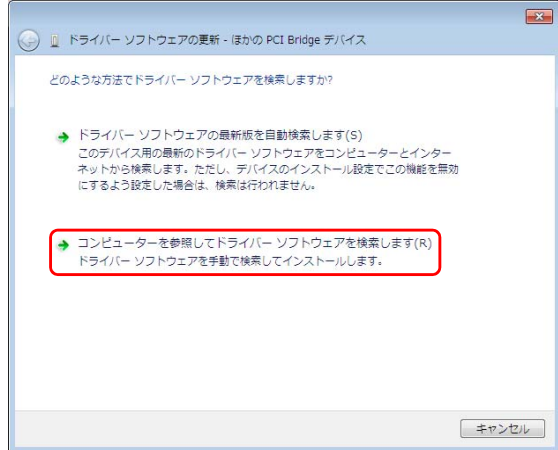 ドライバー ソフトウェアの更新 - ほかの PCI Bridge デバイス
どのような方法でドライバー ソフトウェアを検索しますか?
ドライバー ソフトウェアの最新版を自動検索します(S)
このデバイス用の最新のドライバー ソフトウェアをコンピューターとインター
ネットから検索します。ただし、デバイスのインストール設定でこの機能を無効
にするよう設定した場合は、検索は行われません。
コンピューターを参照してドライバー ソフトウェアを検索します(R)
ドライバー ソフトウェアを手動で検索してインストールします。
キャンセル